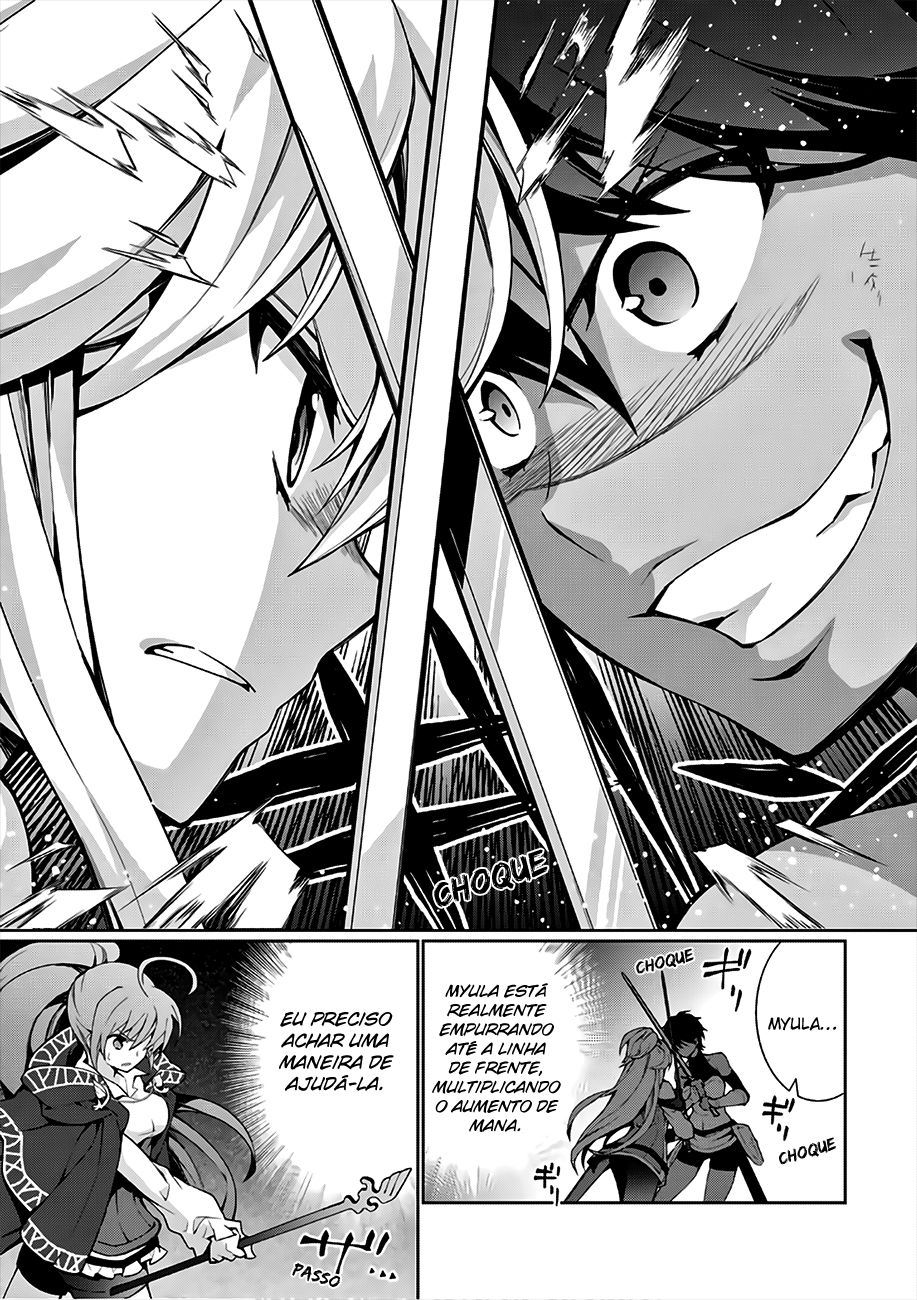 CHOQUE
CHOQUE
MYULA...
MYULA ESTÁ
REALMENTE
EMPURRANDO
ATÉ A LINHA
DE FRENTE,
MULTIPLICANDO
O AUMENTO DE
MANA.
CHOQUE
EU PRECISO
ACHAR UMA
MANEIRA DE
AJUDÁ-LA.
PASSO